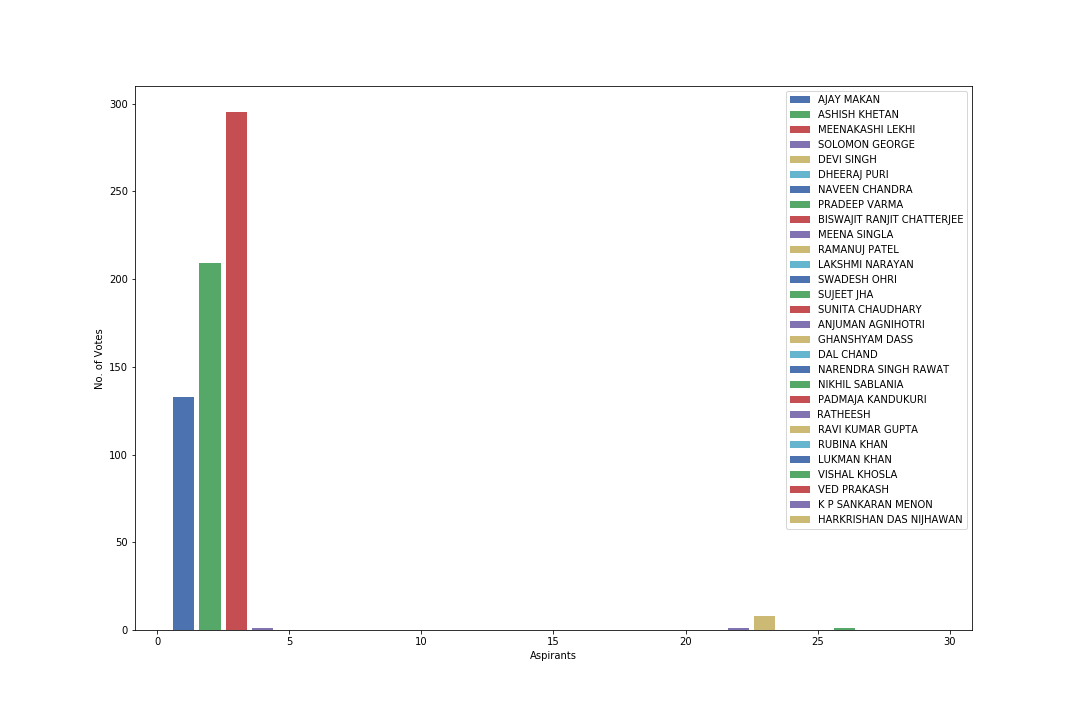 300
250
200
150
100
50
0
No. of Votes
0 5 10 15 20 25 30
Aspirants
AJAY MAKAN
ASHISH KHETAN
MEENAKASHI LEKHI
SOLOMON GEORGE
DEVI SINGH
DHEERAJ PURI
NAVEEN CHANDRA
PRADEEP VARMA
BISWAJIT RANJIT CHATTERJEE
MEENA SINGLA
RAMANUJ PATEL
LAKSHMI NARAYAN
SWADESH OHRI
SUJEET JHA
SUNITA CHAUDHARY
ANJUMAN AGNIHOTRI
GHANSHYAM DASS
DAL CHAND
NARENDRA SINGH RAWAT
NIKHIL SABLANIA
PADMAJA KANDUKURI
RATHEESH
RAVI KUMAR GUPTA
RUBINA KHAN
LUKMAN KHAN
VISHAL KHOSLA
VED PRAKASH
K P SANKARAN MENON
HARKRISHAN DAS NIJHAWAN